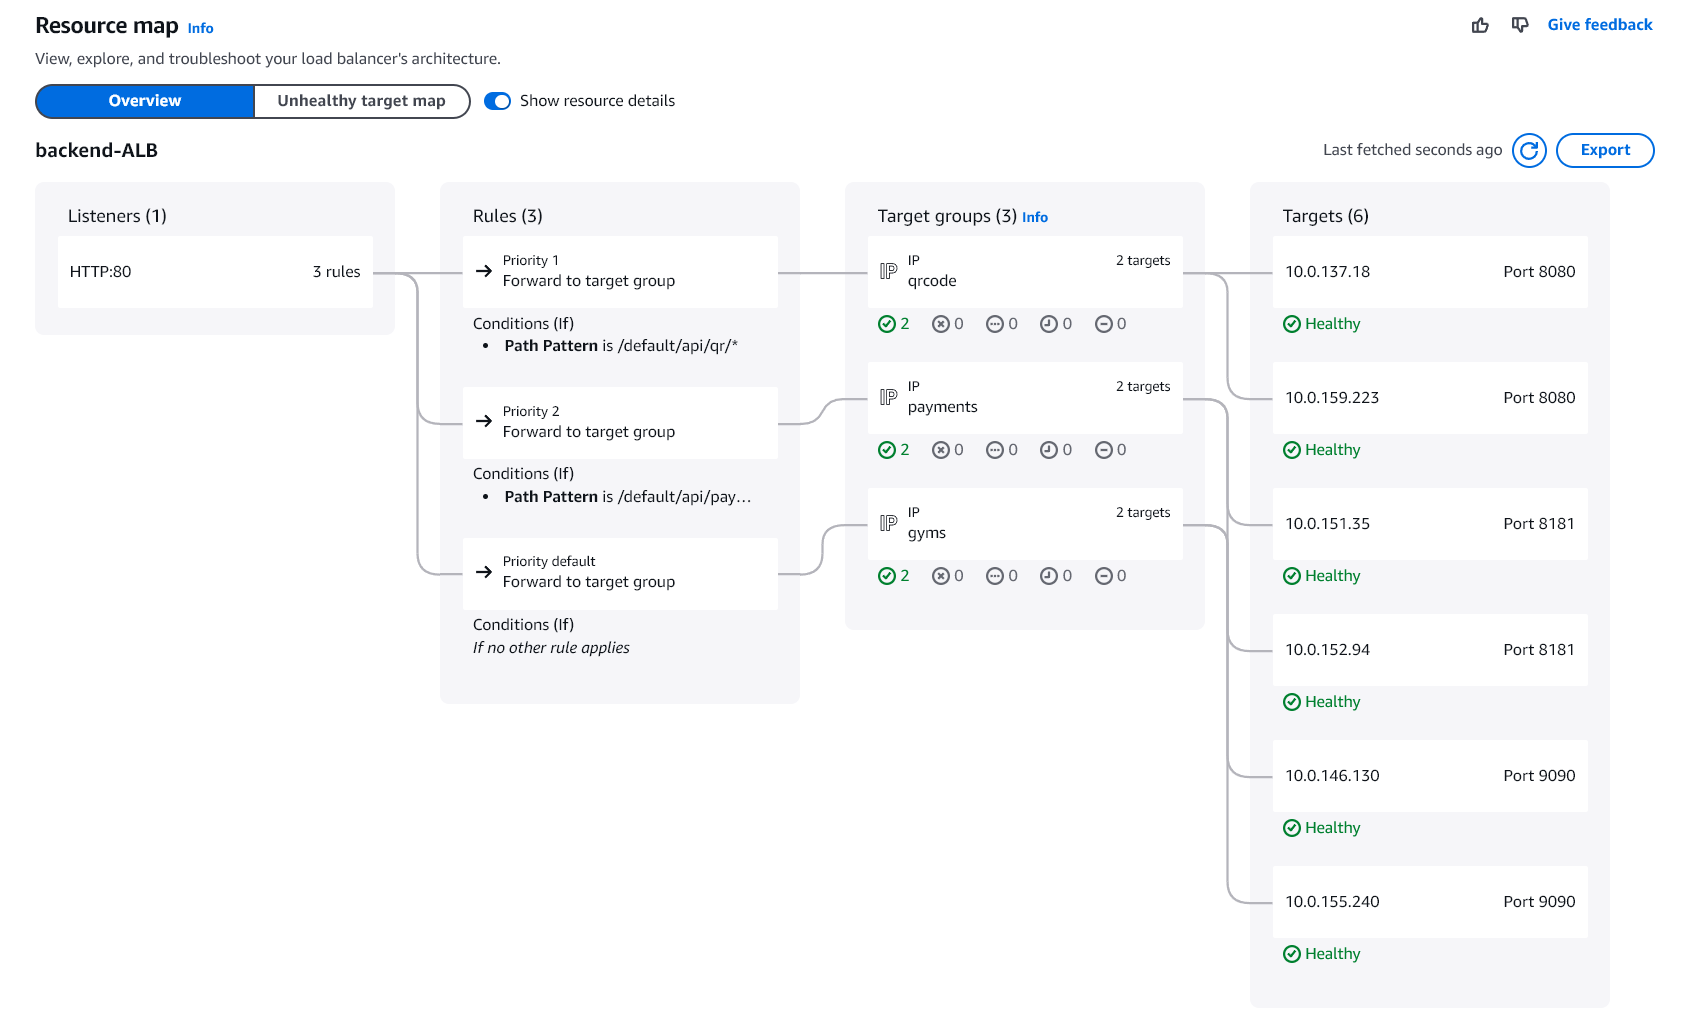 Resource map Info
Give feedback
View, explore, and troubleshoot your load balancer's architecture.
Overview
Unhealthy target map
Show resource details
backend-ALB
Last fetched seconds ago
Export
Listeners (1)
HTTP:80
3 rules
Rules (3)
Priority 1
Forward to target group
Conditions (If)
• Path Pattern is /default/api/qr/*
Priority 2
Forward to target group
Conditions (If)
• Path Pattern is /default/api/pay...
Priority default
Forward to target group
Conditions (If)
If no other rule applies
Target groups (3) Info
IP
IP
2 targets
qrcode
2 0 0 0 0
IP
IP
2 targets
payments
2 0 0 0 0
IP
IP
2 targets
gyms
2 0 0 0 0
Targets (6)
10.0.137.18
Port 8080
Healthy
10.0.159.223
Port 8080
Healthy
10.0.151.35
Port 8181
Healthy
10.0.152.94
Port 8181
Healthy
10.0.146.130
Port 9090
Healthy
10.0.155.240
Port 9090
Healthy